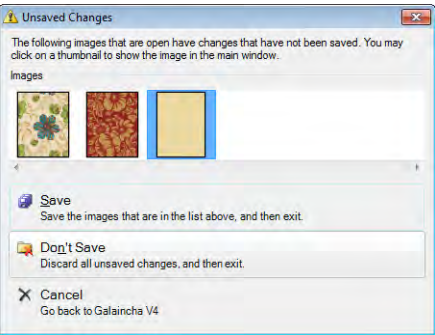 Unsaved Changes
The following images that are open have changes that have not been saved. You may
click on a thumbnail to show the image in the main window.
Images
Save
Save the images that are in the list above, and then exit.
Don't Save
Discard all unsaved changes, and then exit.
Cancel
Go back to Galaincha V4